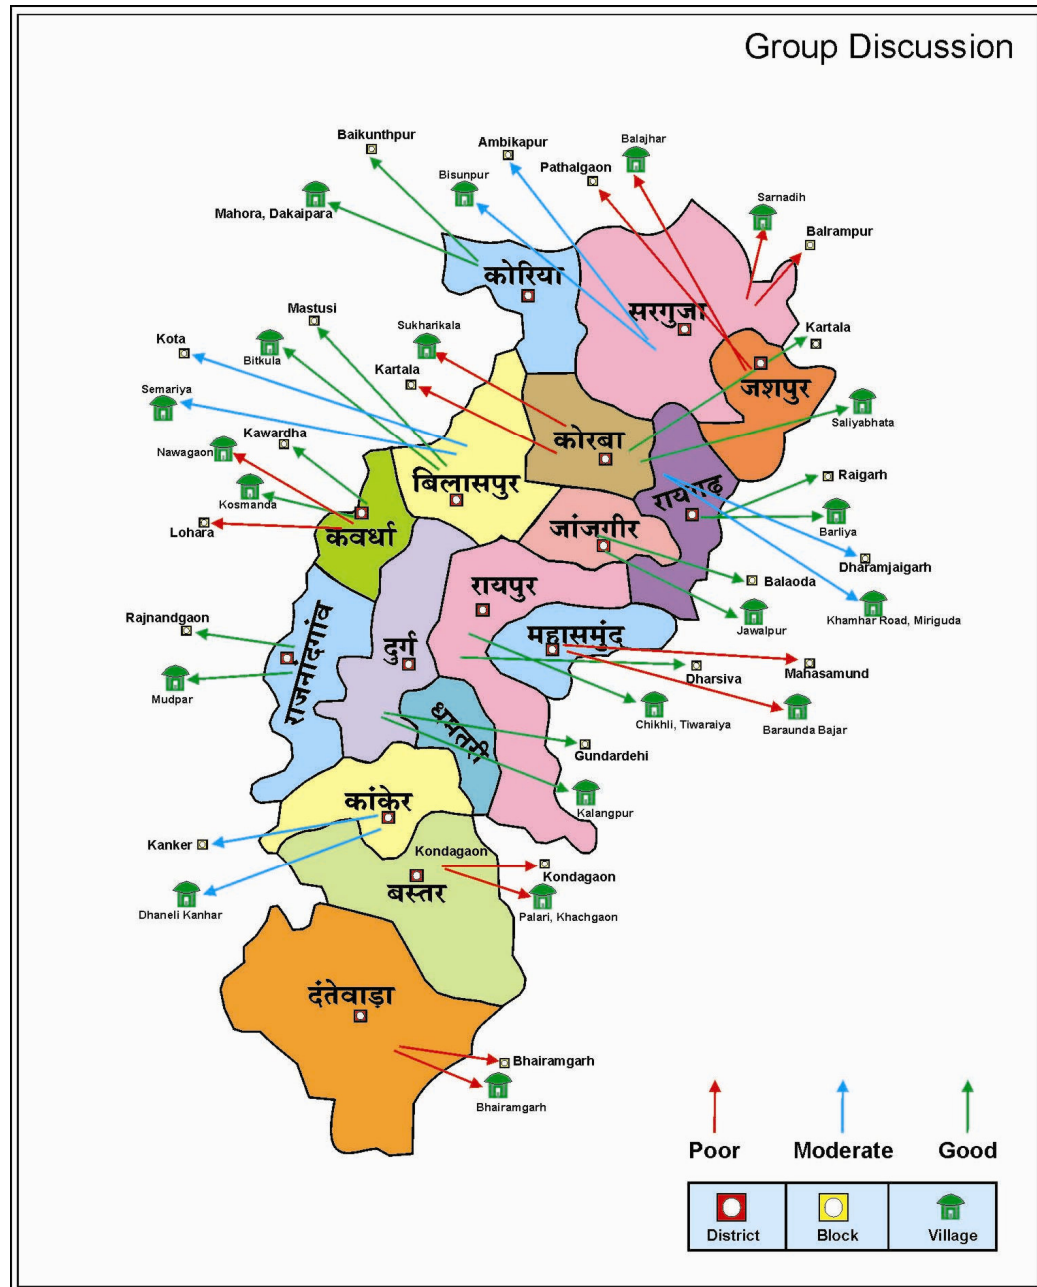 Group Discussion
Baikunthpur
Ambikapur
Balajhar
Pathalgaon
Bisunpur
Mahora, Dakaipara
Sarnadih
Balrampur
कोरिया
सरगुजा
Mastusi
Kota
Bitkula
Sukharikala
Kartala
Kartala
जशपुर
Semariya
Kawardha
Nawagaon
Saliyabhata
कोरबा
बिलासपुर
रायगढ़
Raigarh
Kosmanda
Lohara
कवर्धा
जांजगीर
Barliya
Dharamjaigarh
Balaoda
रायपुर
Rajnandgaon
Jawalpur
Khamhar Road, Miriguda
महासमुंद
दुर्ग
राजनांदगांव
Mahasamund
Dharsiva
Mudpar
Chikhli, Tiwaraiya
Baraunda Bajar
धमतरी
Gundardehi
कांकेर
Kalangpur
Kanker
Kondagaon
Kondagaon
बस्तर
Dhaneli Kanhar
Palari, Khachgaon
दंतेवाड़ा
Bhairamgarh
Bhairamgarh
Poor Moderate Good
District Block Village